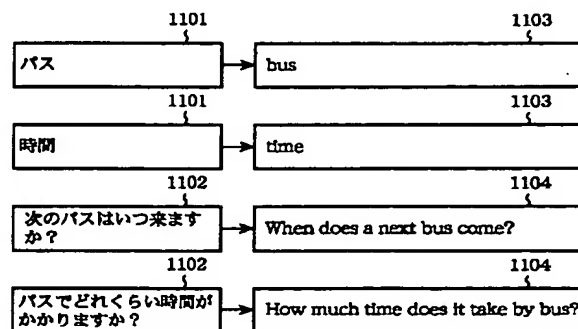 1101 1103
バス bus
1101 1103
時間 time
1102 1104
次のバスはいつ来ます When does a next bus come?
か？
1102 1104
バスでどれくらい時間が How much time does it take by bus?
かかりますか？